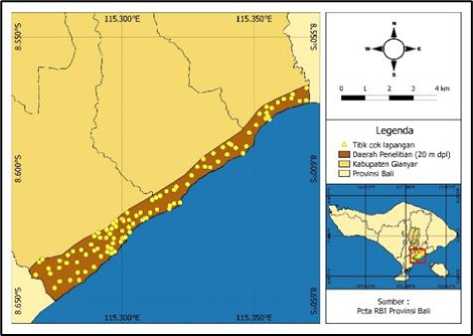 115.300°E
115.350°E
8.550°S
8.550°S
N
W
E
S
0 1 2 3 4 km
Legenda
Titik cek lapangan
Daerah Penelitian (20 m dpl)
Kabupaten Gianyar
Provinsi Bali
8.600°S
8.600°S
8.650°S
8.650°S
115.300°E
115.350°E
Sumber :
Peta RBI Provinsi Bali